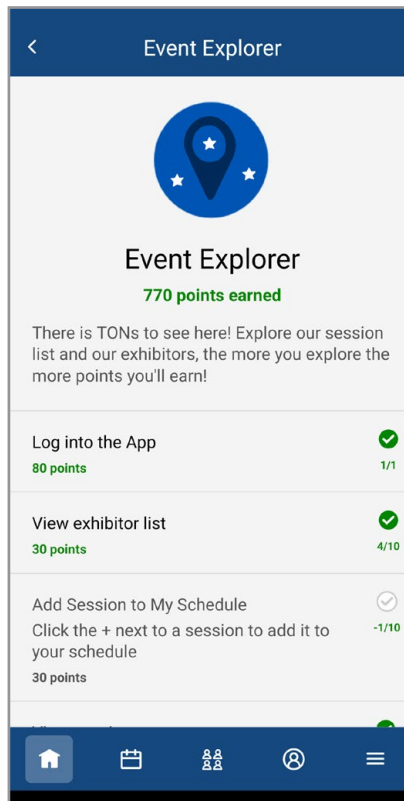 Event Explorer
Event Explorer
770 points earned
There is TONs to see here! Explore our session
list and our exhibitors, the more you explore the
more points you'll earn!
Log into the App
80 points
1/1
View exhibitor list
30 points
4/10
Add Session to My Schedule
Click the + next to a session to add it to
your schedule
30 points
-1/10